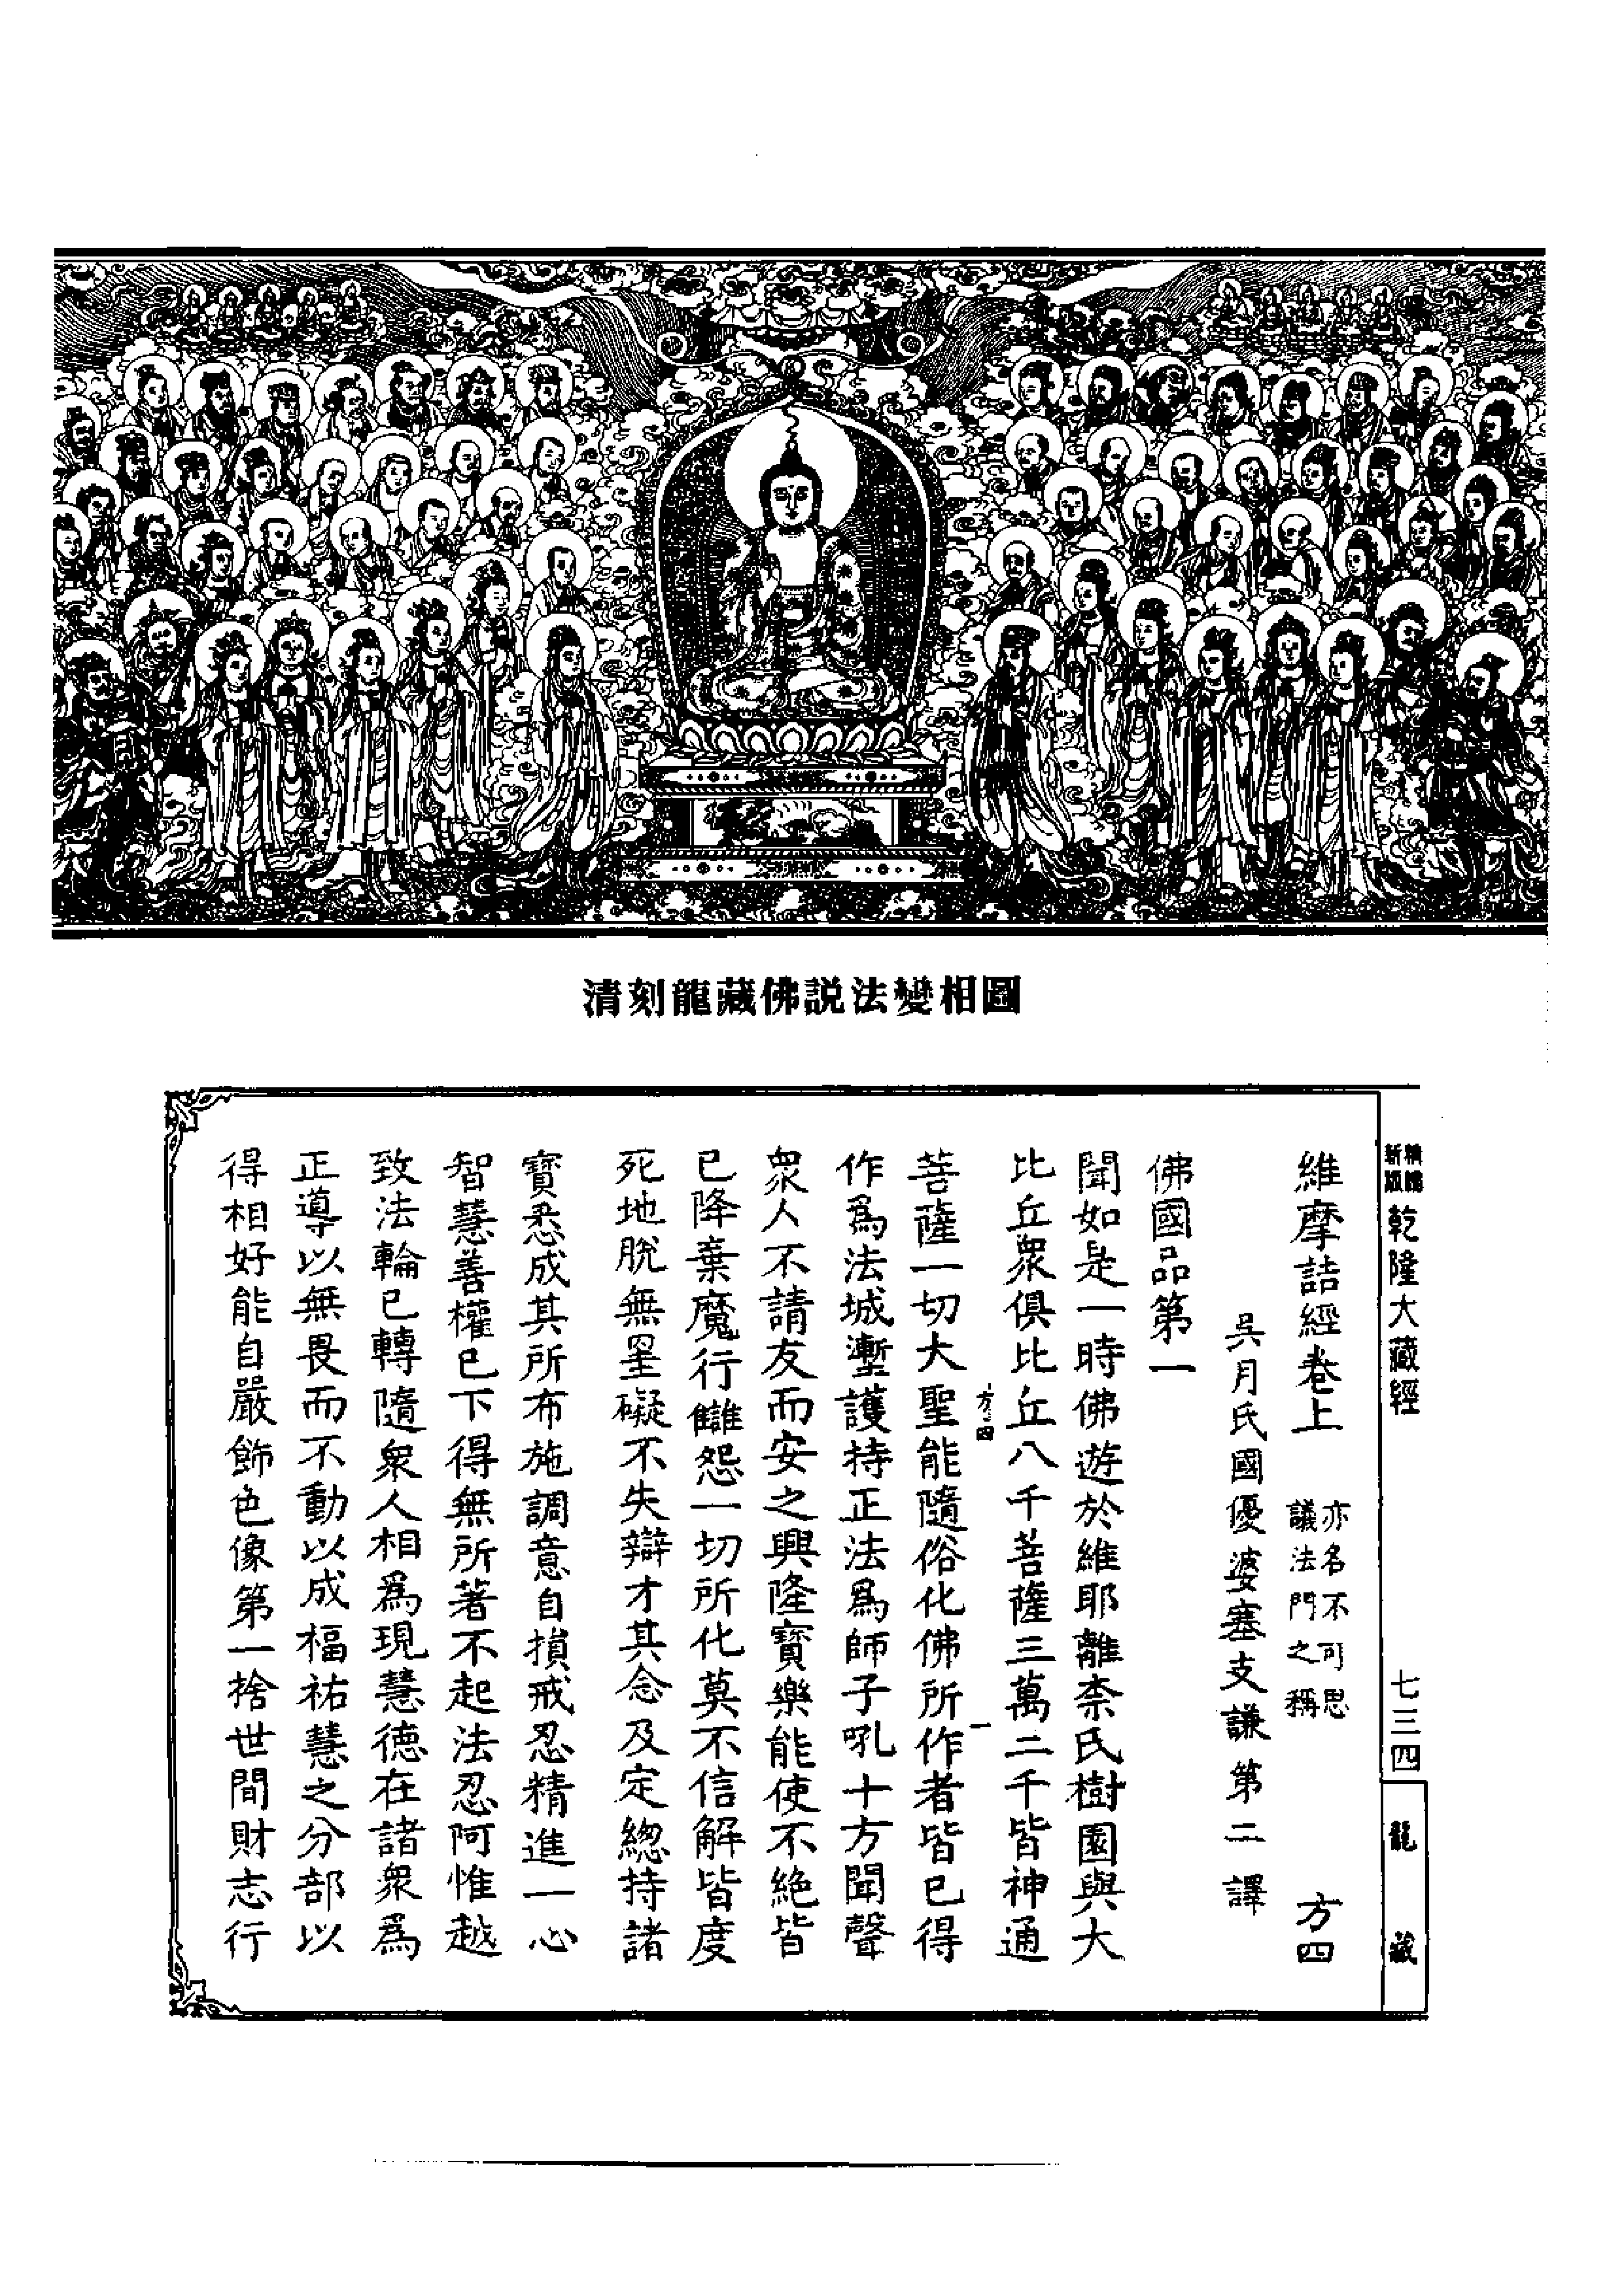 清刻龍藏佛説法變相圖
新版
精縮
乾隆大藏經
七三四
龍藏
維摩詰經卷上
亦名不可思
議法門之稱
方四
吳月氏國優婆塞支謙第二譯
佛國品第一
聞如是一時佛遊於維耶離柰氏樹園與大
比丘衆俱比丘八千菩薩三萬二千皆神通
方四
一
菩薩一切大聖能隨俗化佛所作者皆已得
作爲法城塹護持正法爲師子吼十方聞聲
衆人不請友而安之興隆寶樂能使不絶皆
已降棄魔行讎怨一切所化莫不信解皆度
死地脫無罣礙不失辯才其念及定總持諸
寶悉成其所布施調意自損戒忍精進一心
智慧善權已下得無所著不起法忍阿惟越
致法輪已轉隨衆人相爲現慧德在諸衆爲
正導以無畏而不動以成福祐慧之分部以
得相好能自嚴飾色像第一捨世間財志行